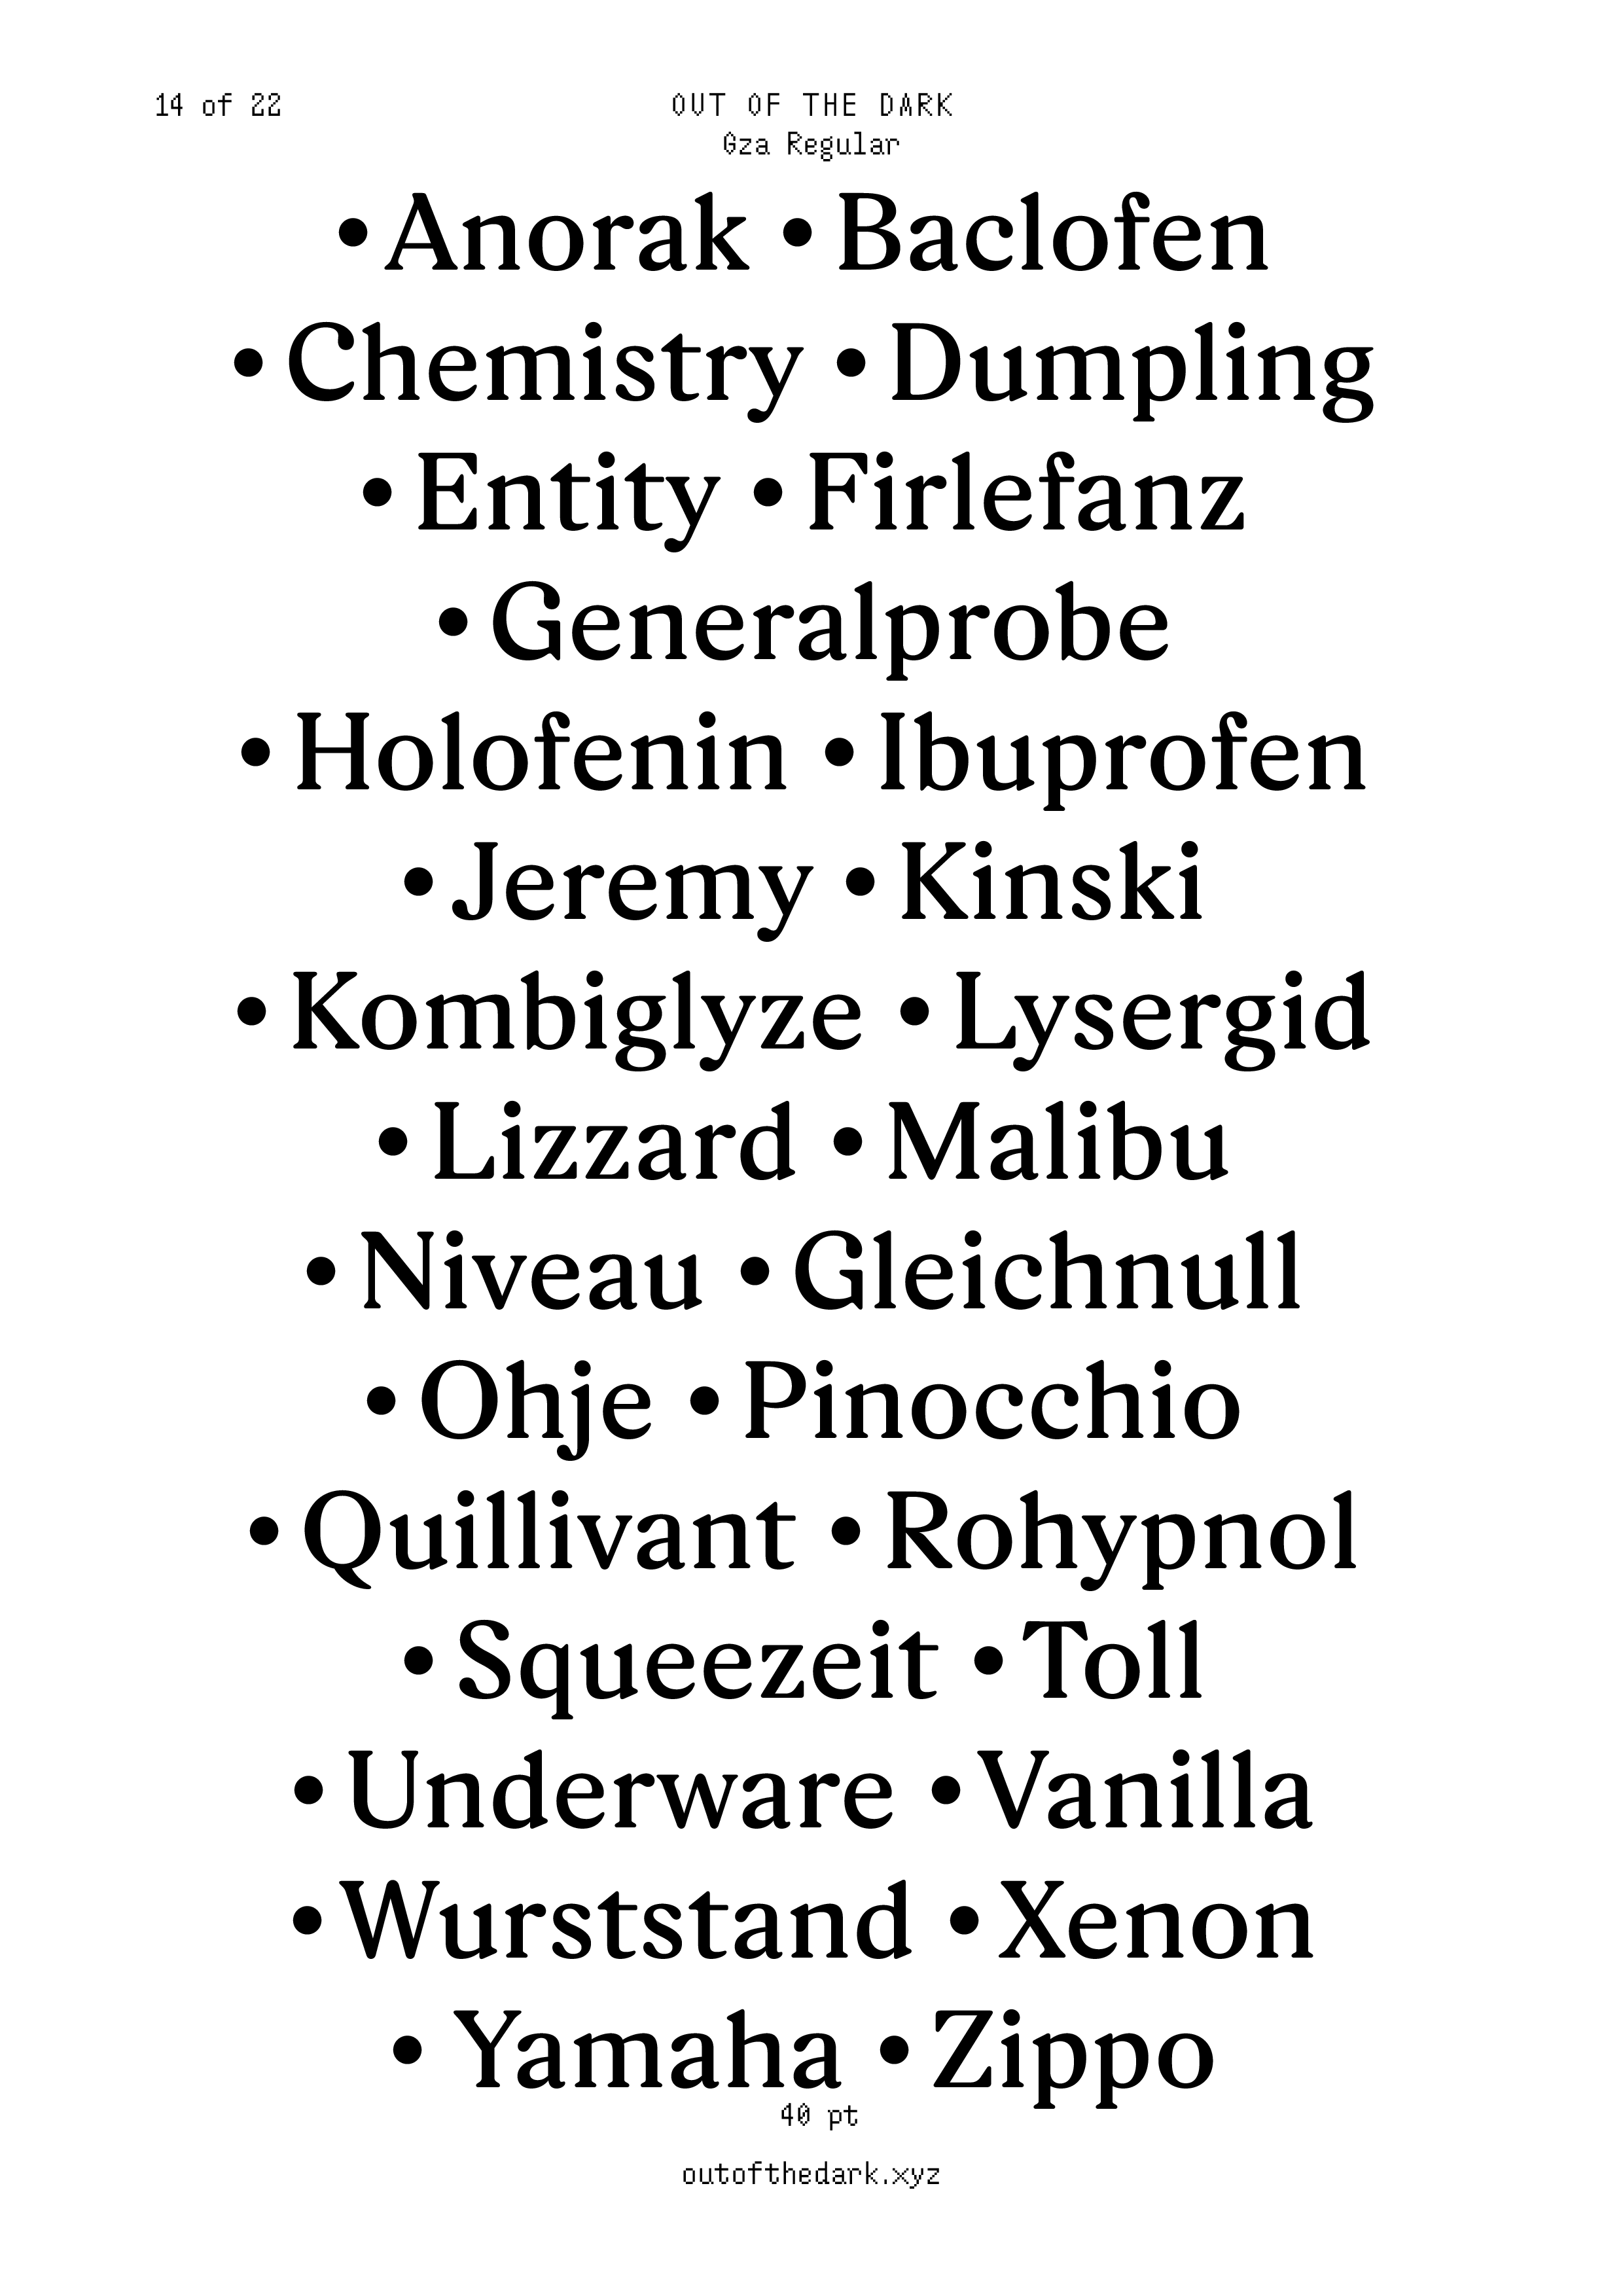 14 of 22
OUT OF THE DARK
Gza Regular
•Anorak •Baclofen
•Chemistry •Dumpling
•Entity •Firlefanz
•Generalprobe
•Holofenin •Ibuprofen
•Jeremy •Kinski
•Kombiglyze •Lysergid
•Lizzard •Malibu
•Niveau •Gleichnull
•Ohje •Pinocchio
•Quillivant •Rohypnol
•Squeezeit •Toll
•Underware •Vanilla
•Wurststand •Xenon
•Yamaha •Zippo
40 pt
outofthedark.xyz